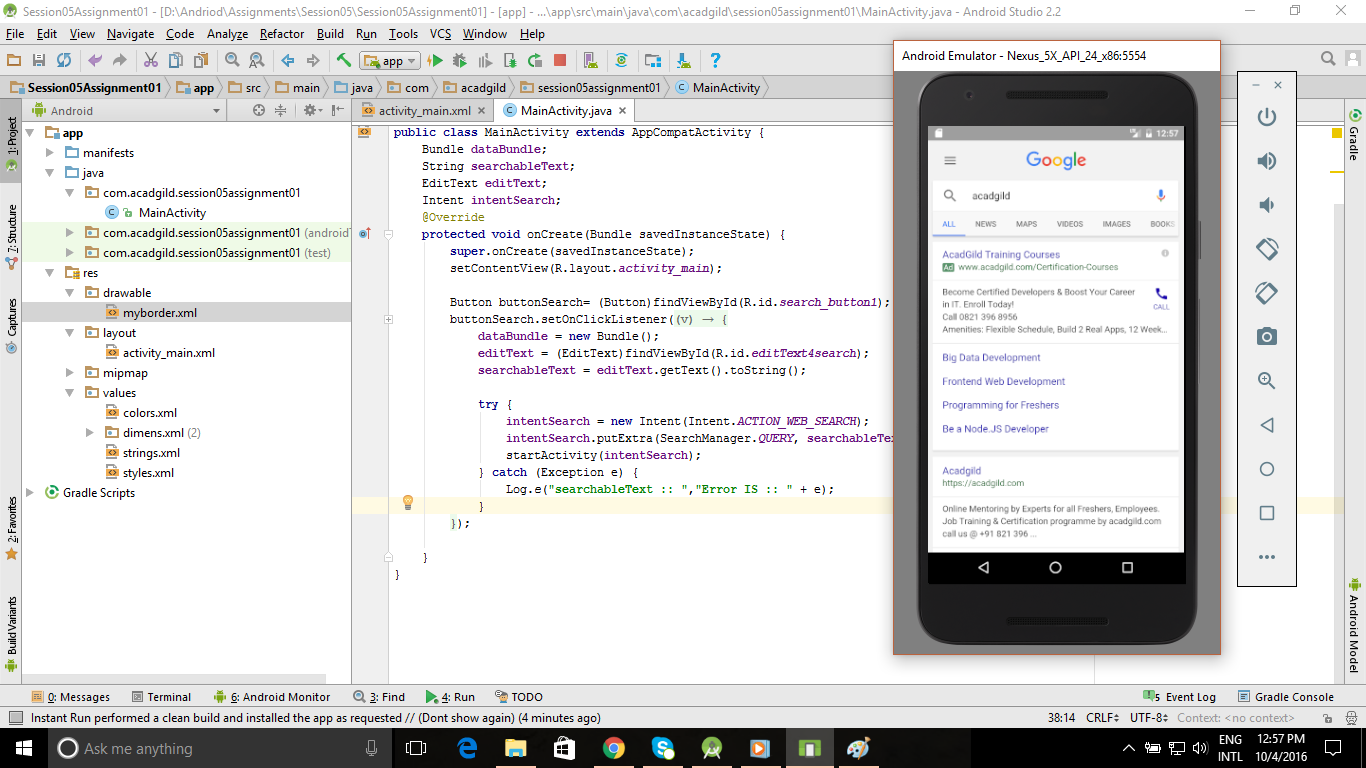 Session05Assignment01 - [D:\Andriod\Assignments\Session05\Session05Assignment01] - [app] - ...\app\src\main\java\com\acadgild\session05assignment01\MainActivity.java - Android Studio 2.2
File Edit View Navigate Code Analyze Refactor Build Run Tools VCS Window Help
app
Session05Assignment01 app src main java com acadgild session05assignment01 MainActivity
Android
activity_main.xml MainActivity.java
1: Project
7: Structure
Captures
2: Favorites
Build Variants
app
manifests
java
com.acadgild.session05assignment01
MainActivity
com.acadgild.session05assignment01 (android
com.acadgild.session05assignment01 (test)
res
drawable
myborder.xml
layout
activity_main.xml
mipmap
values
colors.xml
dimens.xml (2)
strings.xml
styles.xml
Gradle Scripts
public class MainActivity extends AppCompatActivity {
Bundle dataBundle;
String searchableText;
EditText editText;
Intent intentSearch;
@Override
protected void onCreate(Bundle savedInstanceState) {
super.onCreate(savedInstanceState);
setContentView(R.layout.activity_main);
Button buttonSearch= (Button)findViewById(R.id.search_button1);
buttonSearch.setOnClickListener((v) → {
dataBundle = new Bundle();
editText = (EditText)findViewById(R.id.editText4search);
searchableText = editText.getText().toString();
try {
intentSearch = new Intent(Intent.ACTION_WEB_SEARCH);
intentSearch.putExtra(SearchManager.QUERY, searchableTex
startActivity(intentSearch);
} catch (Exception e) {
Log.e("searchableText :: ","Error IS :: " + e);
}
});
}
}
Android Emulator - Nexus_5X_API_24_x86:5554
12:57
Google
acadgild
ALL NEWS MAPS VIDEOS IMAGES BOOKS
AcadGild Training Courses
Ad www.acadgild.com/Certification-Courses
Become Certified Developers & Boost Your Career
in IT. Enroll Today!
Call 0821 396 8956
Amenities: Flexible Schedule, Build 2 Real Apps, 12 Week...
CALL
Big Data Development
Frontend Web Development
Programming for Freshers
Be a Node.JS Developer
Acadgild
https://acadgild.com
Online Mentoring by Experts for all Freshers, Employees.
Job Training & Certification programme by acadgild.com
call us @ +91 821 396 ...
Gradle
Android Model
0: Messages Terminal 6: Android Monitor 3: Find 4: Run TODO 5 Event Log Gradle Console
Instant Run performed a clean build and installed the app as requested // (Dont show again) (4 minutes ago) 38:14 CRLF UTF-8 Context: <no context>
Ask me anything
ENG
INTL
12:57 PM
10/4/2016